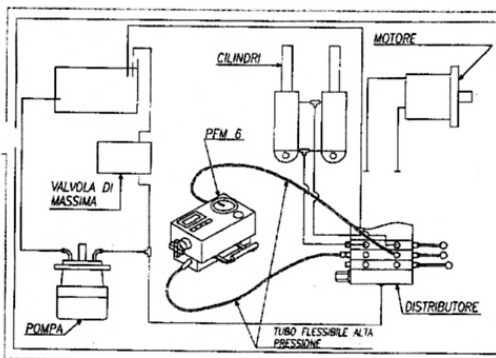 MOTORE
CILINDRI
PFM 6
VALVOLA DI
MASSIMA
POMPA
TUBO FLESSIBILE ALTA
PRESSIONE
DISTRIBUTORE